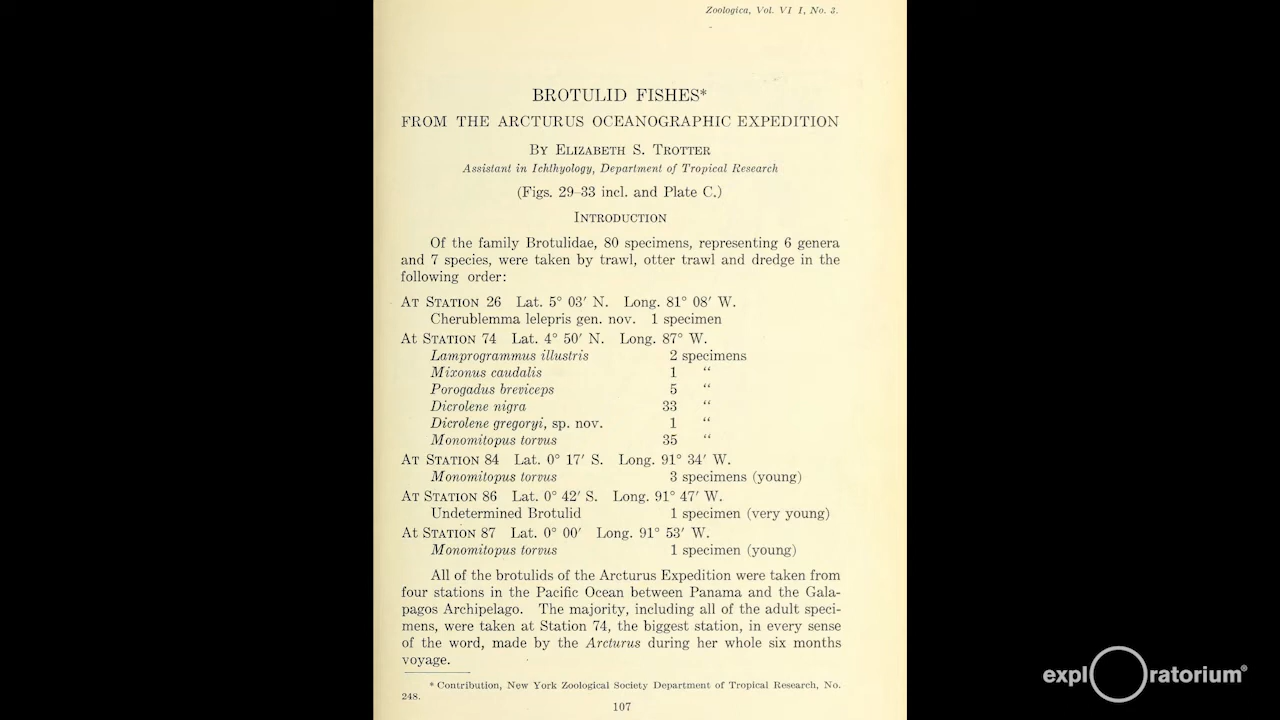 Zoologica, Vol. VI I, No. 3.
BROTULID FISHES*
FROM THE ARCTURUS OCEANOGRAPHIC EXPEDITION
By Elizabeth S. Trotter
Assistant in Ichthyology, Department of Tropical Research
(Figs. 29-33 incl. and Plate C.)
Introduction
Of the family Brotulidae, 80 specimens, representing 6 genera
and 7 species, were taken by trawl, otter trawl and dredge in the
following order:
At Station 26 Lat. 5° 03′ N. Long. 81° 08′ W.
Cherublemma lelepris gen. nov. 1 specimen
At Station 74 Lat. 4° 50′ N. Long. 87° W.
Lamprogrammus illustris 2 specimens
Mixonus caudalis 1 “
Porogadus breviceps 5 “
Dicrolene nigra 33 “
Dicrolene gregoryi, sp. nov. 1 “
Monomitopus torvus 35 “
At Station 84 Lat. 0° 17′ S. Long. 91° 34′ W.
Monomitopus torvus 3 specimens (young)
At Station 86 Lat. 0° 42′ S. Long. 91° 47′ W.
Undetermined Brotulid 1 specimen (very young)
At Station 87 Lat. 0° 00′ Long. 91° 53′ W.
Monomitopus torvus 1 specimen (young)
All of the brotulids of the Arcturus Expedition were taken from
four stations in the Pacific Ocean between Panama and the Gala-
pagos Archipelago. The majority, including all of the adult speci-
mens, were taken at Station 74, the biggest station, in every sense
of the word, made by the Arcturus during her whole six months
voyage.
* Contribution, New York Zoological Society Department of Tropical Research, No.
248.
107
explOratorium®